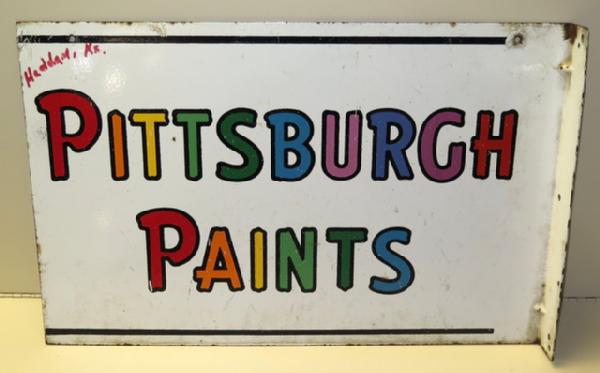 Haddam, Ks.
PITTSBURGH
PAINTS